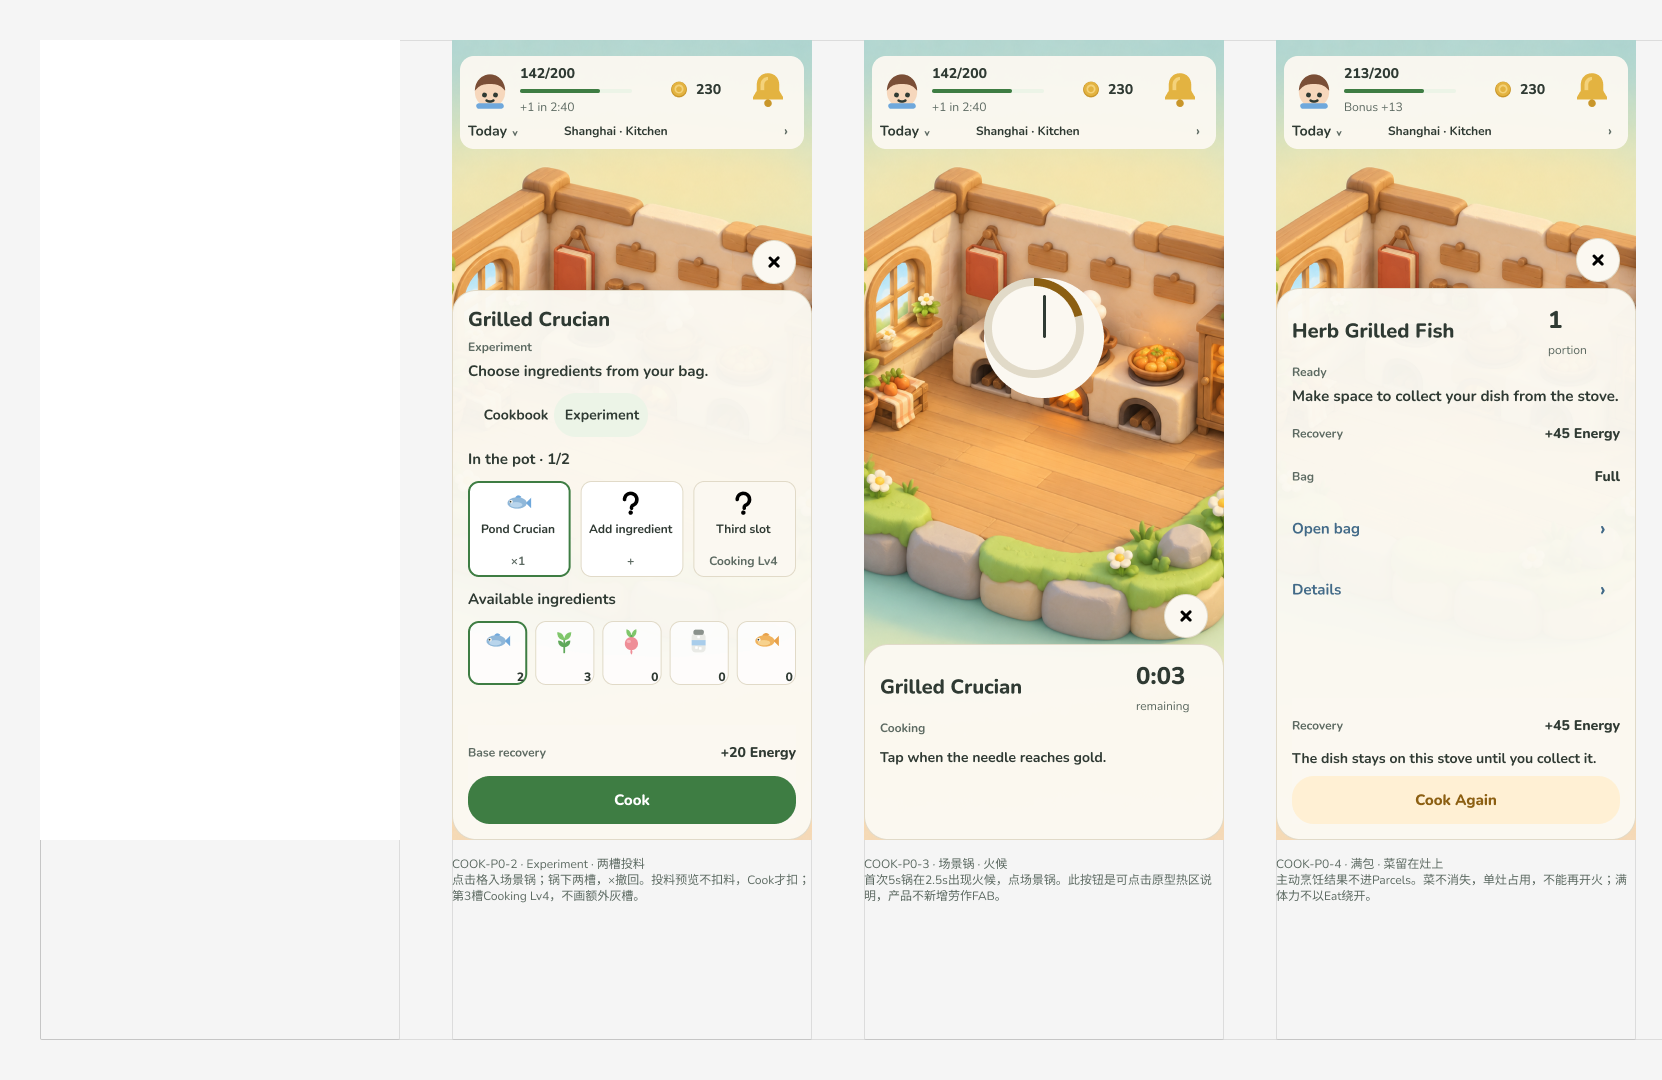 142/200
+1 in 2:40
230
Today ˅
Shanghai · Kitchen
›
×
Grilled Crucian
Experiment
Choose ingredients from your bag.
Cookbook
Experiment
In the pot · 1/2
?
?
Pond Crucian
Add ingredient
Third slot
×1
+
Cooking Lv4
Available ingredients
2
3
0
0
0
Base recovery
+20 Energy
Cook
COOK-P0-2 · Experiment · 两槽投料
点击格入场景锅；锅下两槽，×撤回。投料预览不扣料，Cook才扣；
第3槽Cooking Lv4，不画额外灰槽。
142/200
+1 in 2:40
230
Today ˅
Shanghai · Kitchen
›
×
Grilled Crucian
0:03
remaining
Cooking
Tap when the needle reaches gold.
COOK-P0-3 · 场景锅 · 火候
首次5s锅在2.5s出现火候，点场景锅。此按钮是可点击原型热区说
明，产品不新增劳作FAB。
213/200
Bonus +13
230
Today ˅
Shanghai · Kitchen
›
×
Herb Grilled Fish
1
portion
Ready
Make space to collect your dish from the stove.
Recovery
+45 Energy
Bag
Full
Open bag
›
Details
›
Recovery
+45 Energy
The dish stays on this stove until you collect it.
Cook Again
COOK-P0-4 · 满包 · 菜留在灶上
主动烹饪结果不进Parcels。菜不消失，单灶占用，不能再开火；满
体力不以Eat绕开。